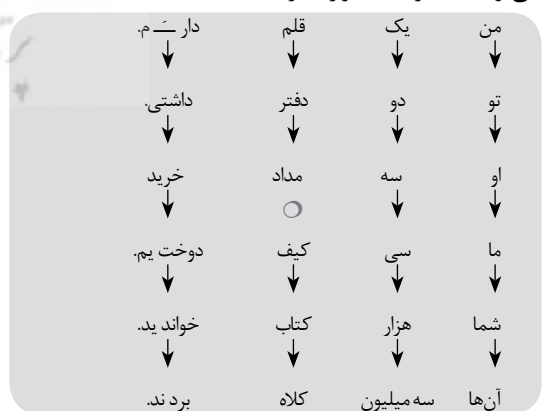 من یک قلم دار ـَ م.
تو دو دفتر داشتی.
او سه مداد خرید
ما سی کیف دوخت یم.
شما هزار کتاب خواند ید.
آن‌ها سه میلیون کلاه برد ند.